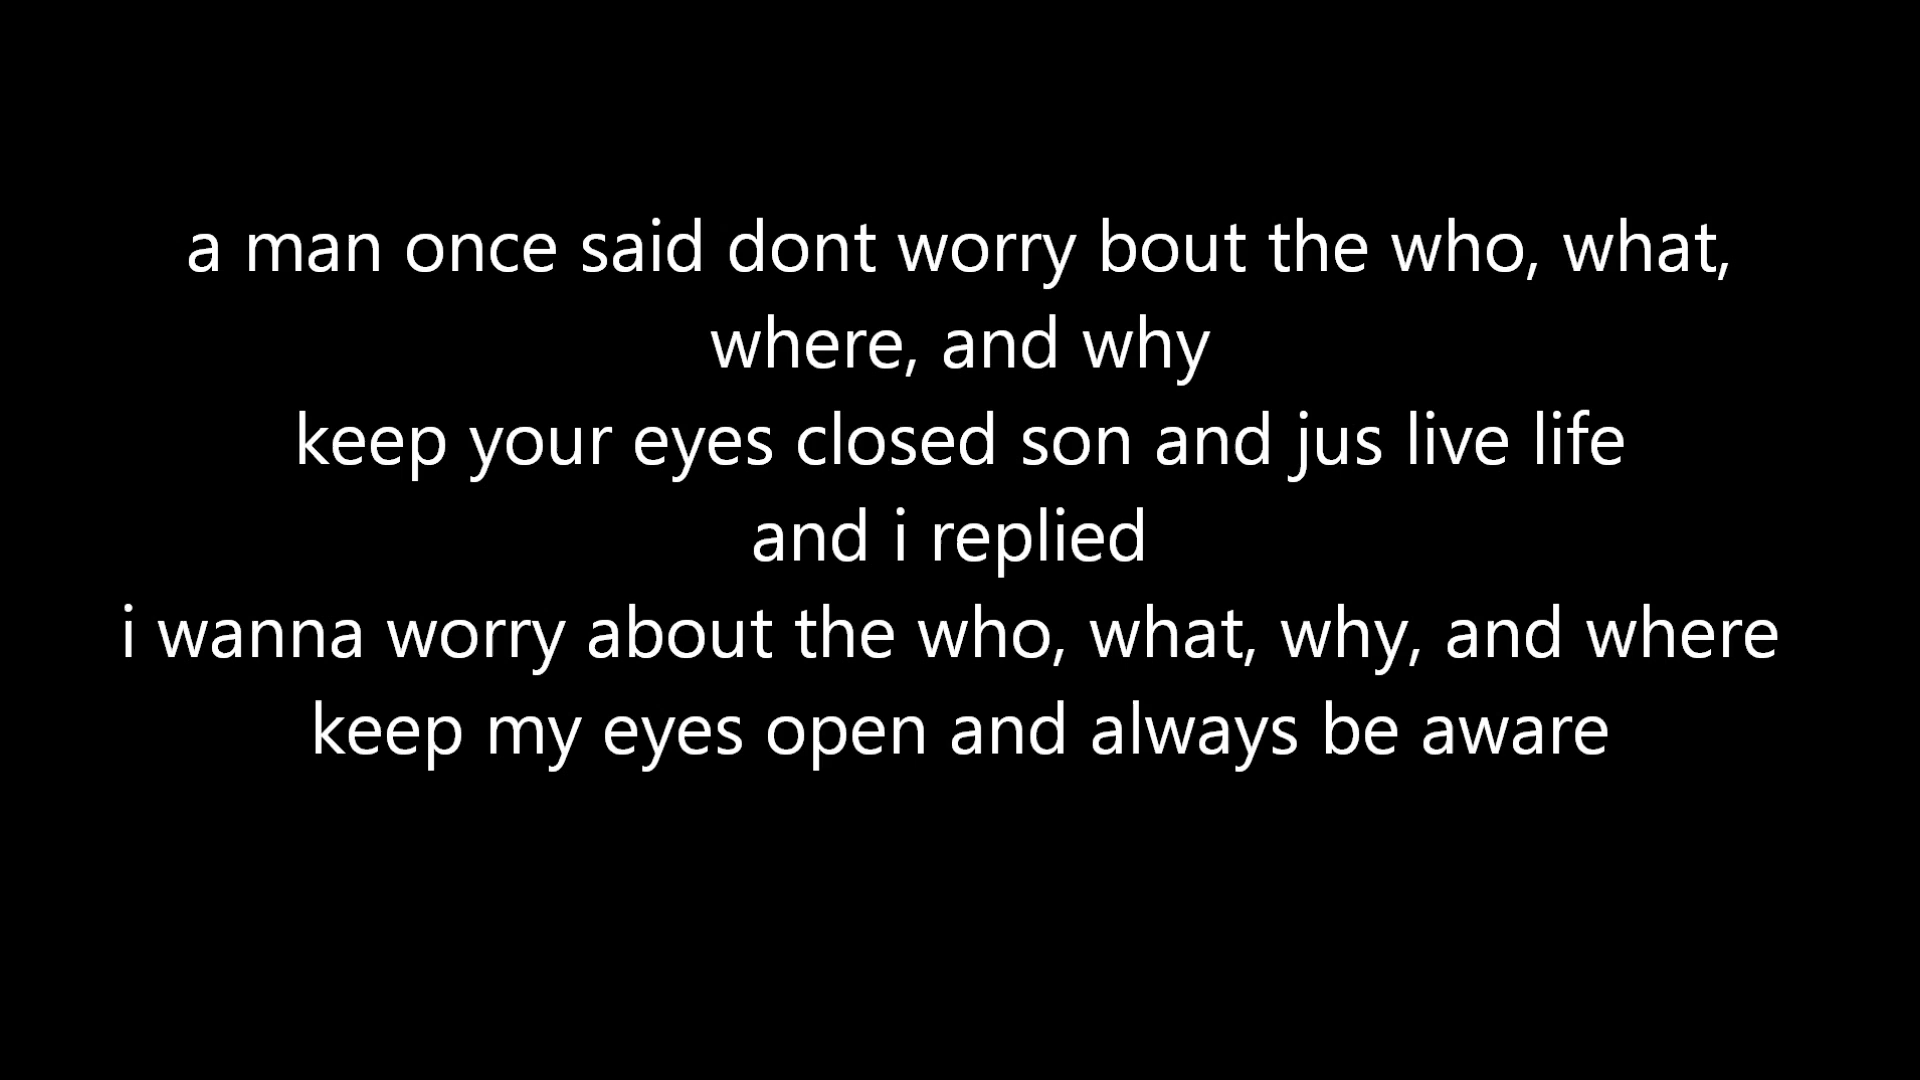 a man once said dont worry bout the who, what,
where, and why
keep your eyes closed son and jus live life
and i replied
i wanna worry about the who, what, why, and where
keep my eyes open and always be aware